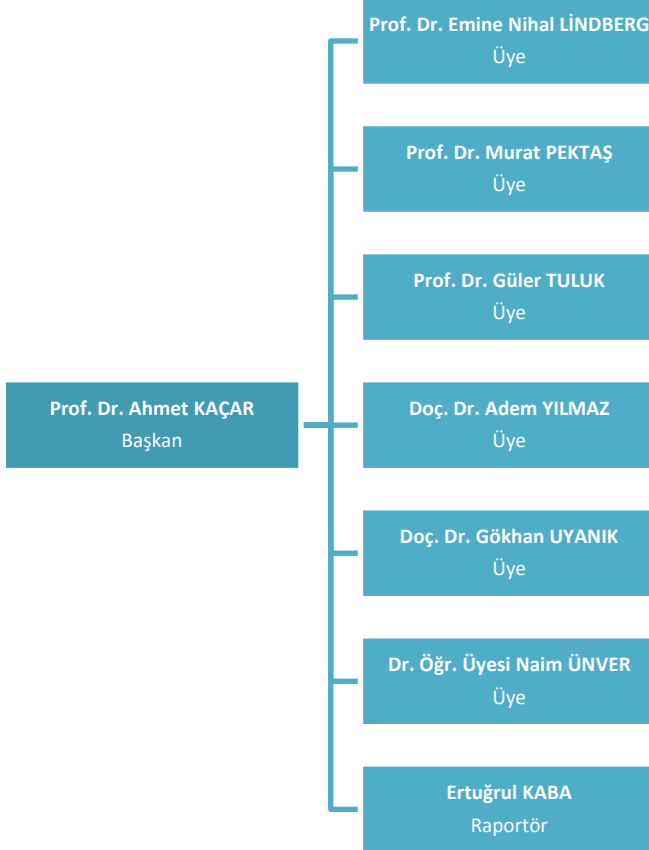 Prof. Dr. Emine Nihal LİNDBERG
Üye
Prof. Dr. Murat PEKTAŞ
Üye
Prof. Dr. Güler TULUK
Üye
Prof. Dr. Ahmet KAÇAR
Başkan
Doç. Dr. Adem YILMAZ
Üye
Doç. Dr. Gökhan UYANIK
Üye
Dr. Öğr. Üyesi Naim ÜNVER
Üye
Ertuğrul KABA
Raportör